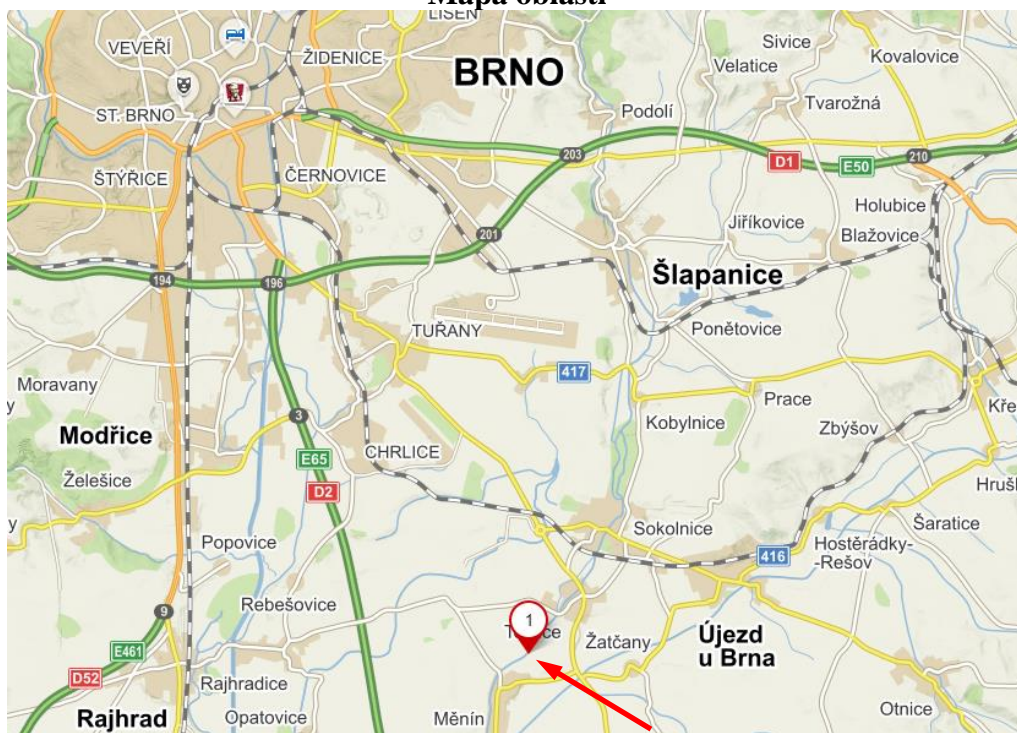 Mapa oblasti
LÍŠEŇ
VEVEŘÍ
ŽIDENICE
BRNO
Sivice
Velatice
Kovalovice
ST. BRNO
Podolí
Tvarožná
203
D1
E50
210
ŠTÝŘICE
ČERNOVICE
Holubice
Jiříkovice
Blažovice
201
194
196
Šlapanice
TUŘANY
Ponětovice
417
Moravany
Prace
Kobylnice
Zbýšov
Kře
3
Modřice
CHRLICE
E65
Želešice
D2
Hruš
Sokolnice
Šaratice
Popovice
416
Hostěrádky-
-Rešov
Rebešovice
9
1
Žatčany
Újezd
u Brna
E461
D52
Rajhradice
Otnice
Rajhrad
Opatovice
Měnín